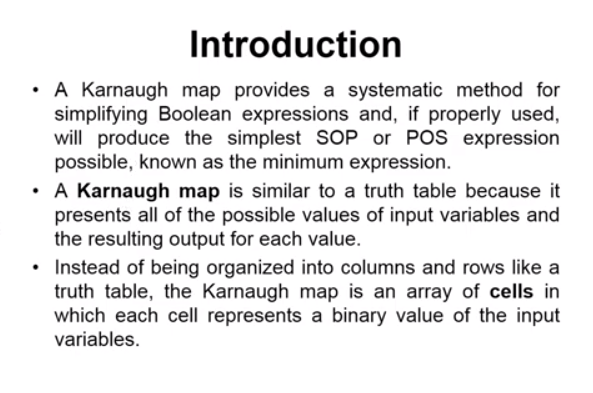 Introduction
• A Karnaugh map provides a systematic method for
simplifying Boolean expressions and, if properly used,
will produce the simplest SOP or POS expression
possible, known as the minimum expression.
• A Karnaugh map is similar to a truth table because it
presents all of the possible values of input variables and
the resulting output for each value.
• Instead of being organized into columns and rows like a
truth table, the Karnaugh map is an array of cells in
which each cell represents a binary value of the input
variables.